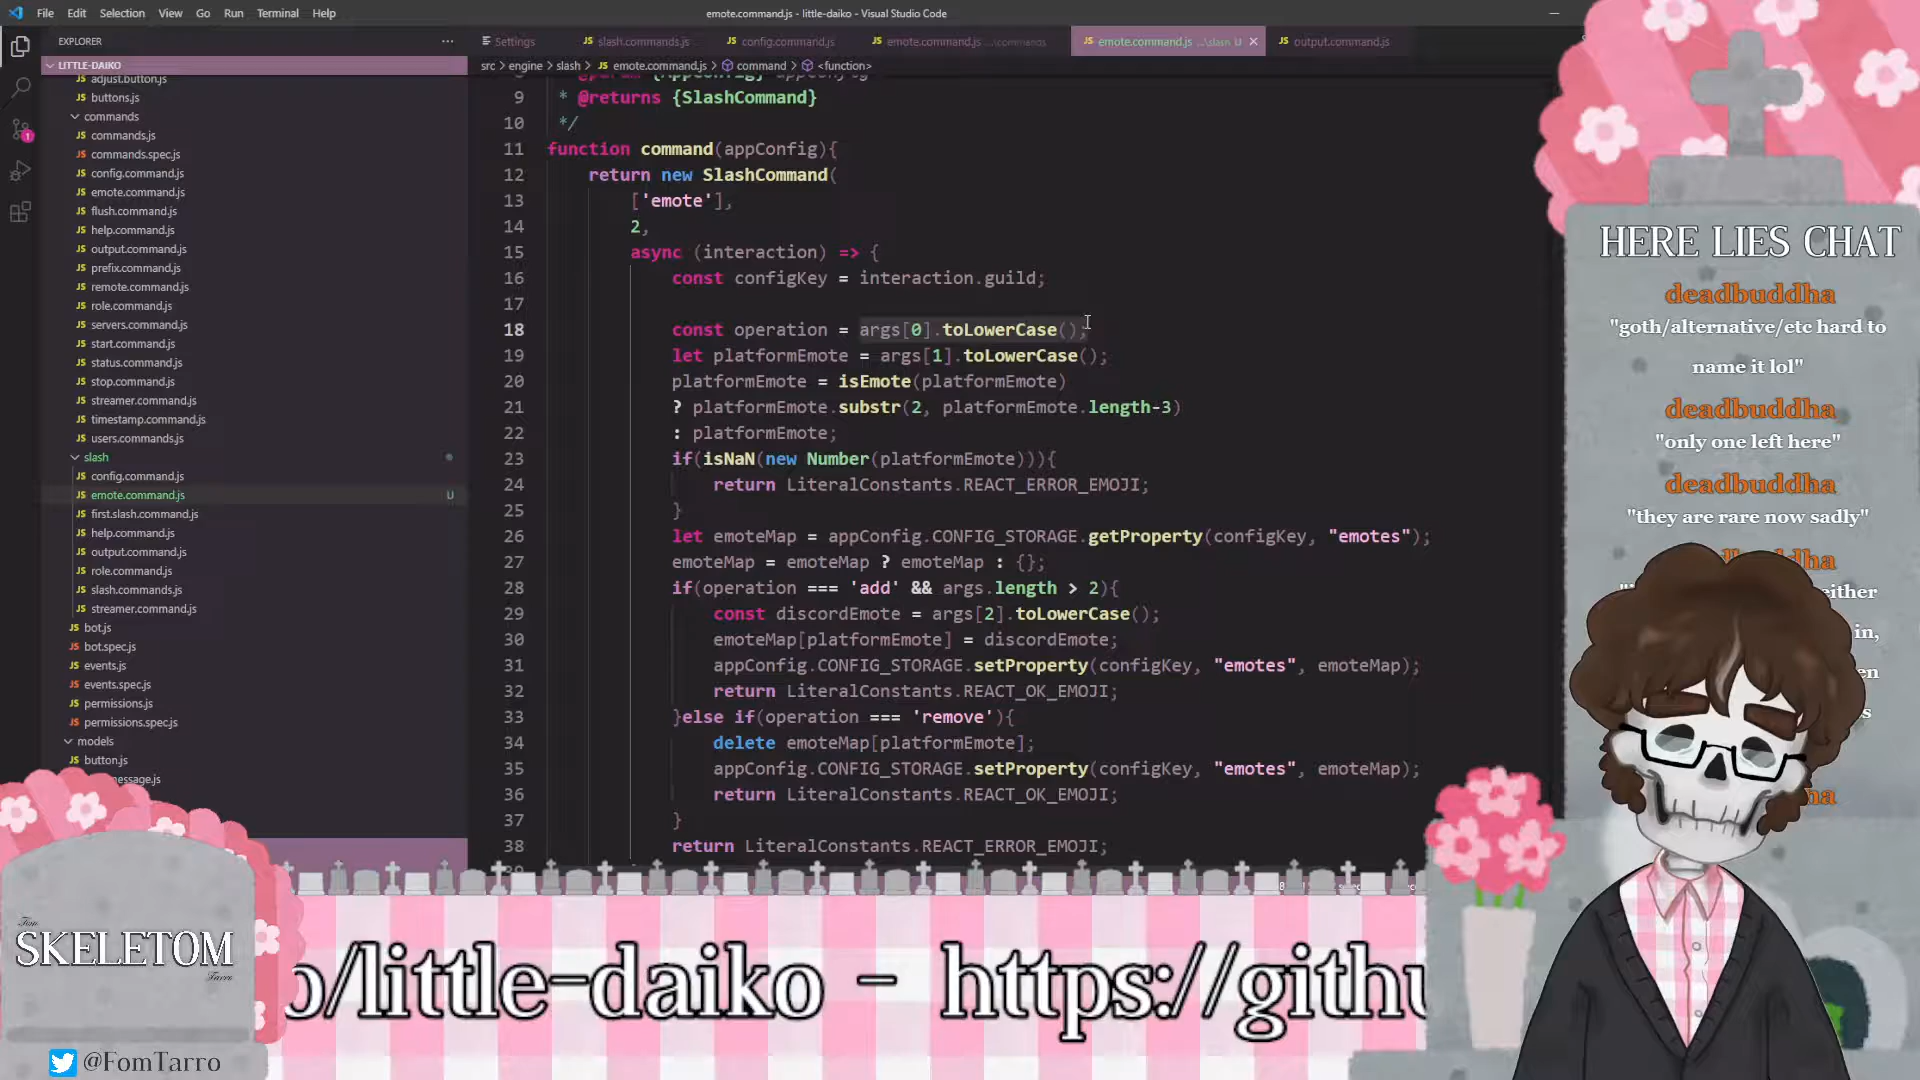 File Edit Selection View Go Run Terminal Help
emote.command.js - little-daiko - Visual Studio Code
EXPLORER
LITTLE-DAIKO
adjust.button.js
buttons.js
commands
commands.js
commands.spec.js
config.command.js
emote.command.js
flush.command.js
help.command.js
output.command.js
prefix.command.js
remote.command.js
role.command.js
servers.command.js
start.command.js
status.command.js
stop.command.js
streamer.command.js
timestamp.command.js
users.commands.js
slash
config.command.js
emote.command.js U
first.slash.command.js
help.command.js
output.command.js
role.command.js
slash.commands.js
streamer.command.js
bot.js
bot.spec.js
events.js
events.spec.js
permissions.js
permissions.spec.js
models
button.js
message.js
Settings
slash.commands.js
config.command.js
emote.command.js ...\commands
emote.command.js ...\slash U
output.command.js
src > engine > slash > emote.command.js > command > <function>
9 * @returns {SlashCommand}
10 */
11 function command(appConfig){
12 return new SlashCommand(
13 ['emote'],
14 2,
15 async (interaction) => {
16 const configKey = interaction.guild;
17
18 const operation = args[0].toLowerCase();
19 let platformEmote = args[1].toLowerCase();
20 platformEmote = isEmote(platformEmote)
21 ? platformEmote.substr(2, platformEmote.length-3)
22 : platformEmote;
23 if(isNaN(new Number(platformEmote))){
24 return LiteralConstants.REACT_ERROR_EMOJI;
25 }
26 let emoteMap = appConfig.CONFIG_STORAGE.getProperty(configKey, "emotes");
27 emoteMap = emoteMap ? emoteMap : {};
28 if(operation === 'add' && args.length > 2){
29 const discordEmote = args[2].toLowerCase();
30 emoteMap[platformEmote] = discordEmote;
31 appConfig.CONFIG_STORAGE.setProperty(configKey, "emotes", emoteMap);
32 return LiteralConstants.REACT_OK_EMOJI;
33 }else if(operation === 'remove'){
34 delete emoteMap[platformEmote];
35 appConfig.CONFIG_STORAGE.setProperty(configKey, "emotes", emoteMap);
36 return LiteralConstants.REACT_OK_EMOJI;
37 }
38 return LiteralConstants.REACT_ERROR_EMOJI;
HERE LIES CHAT
deadbuddha
"goth/alternative/etc hard to
name it lol"
deadbuddha
"only one left here"
deadbuddha
"they are rare now sadly"
Fom
SKELETOM
Tarro
@FomTarro
o/little-daiko - https://githu